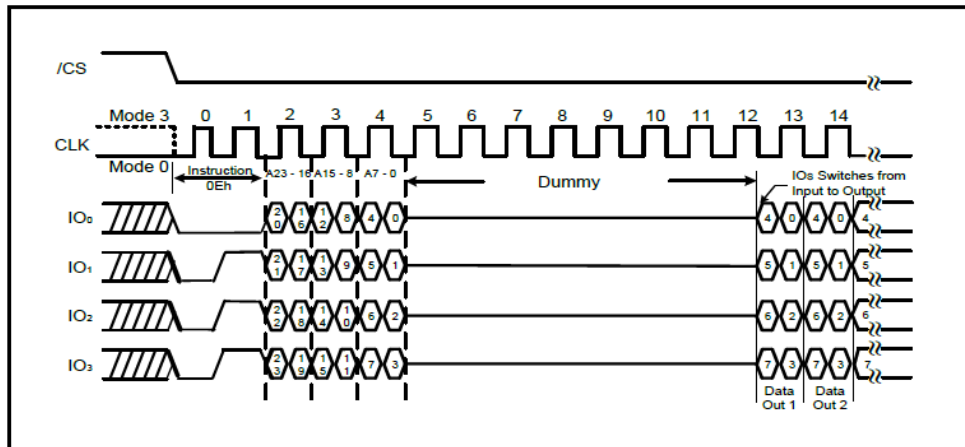 /CS
Mode 3 0 1 2 3 4 5 6 7 8 9 10 11 12 13 14
CLK
Mode 0
Instruction
0Eh
A23 - 16 A15 - 8 A7 - 0
Dummy
IOs Switches from
Input to Output
IO₀ 20 16 12 8 4 0 4 0 4 0 4
IO₁ 21 17 13 9 5 1 5 1 5 1 5
IO₂ 22 18 14 10 6 2 6 2 6 2 6
IO₃ 23 19 15 11 7 3 7 3 7 3 7
Data
Out 1
Data
Out 2